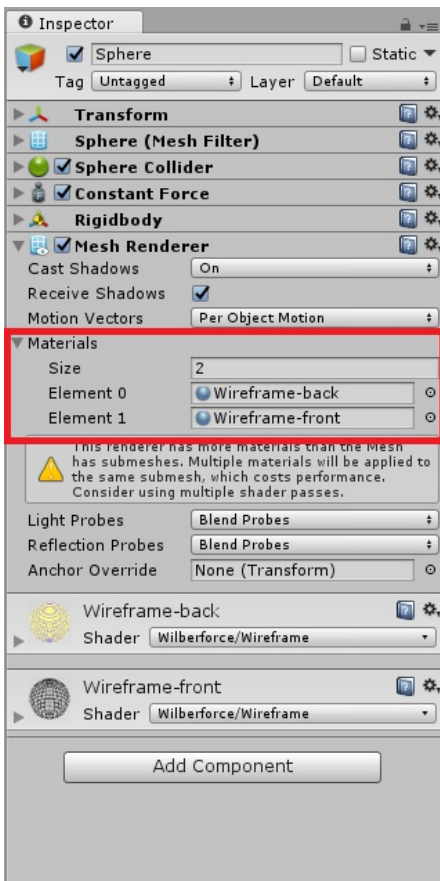 Inspector
Sphere Static
Tag Untagged Layer Default
Transform
Sphere (Mesh Filter)
Sphere Collider
Constant Force
Rigidbody
Mesh Renderer
Cast Shadows On
Receive Shadows
Motion Vectors Per Object Motion
Materials
Size 2
Element 0 Wireframe-back
Element 1 Wireframe-front
This renderer has more materials than the Mesh
has submeshes. Multiple materials will be applied to
the same submesh, which costs performance.
Consider using multiple shader passes.
Light Probes Blend Probes
Reflection Probes Blend Probes
Anchor Override None (Transform)
Wireframe-back
Shader Wilberforce/Wireframe
Wireframe-front
Shader Wilberforce/Wireframe
Add Component